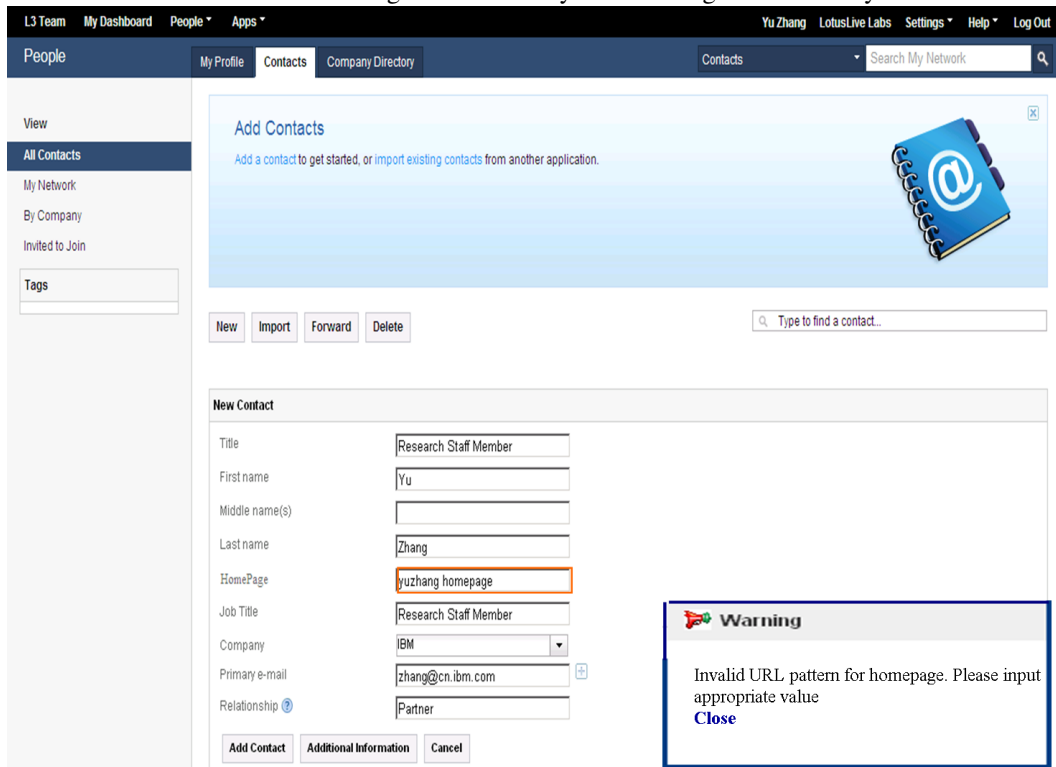 L3 Team My Dashboard People Apps Yu Zhang LotusLive Labs Settings Help Log Out
People My Profile Contacts Company Directory Contacts Search My Network
View
All Contacts
My Network
By Company
Invited to Join
Tags
Add Contacts
Add a contact to get started, or import existing contacts from another application.
New Import Forward Delete
Type to find a contact...
New Contact
Title Research Staff Member
First name Yu
Middle name(s)
Last name Zhang
HomePage yuzhang homepage
Job Title Research Staff Member
Company IBM
Primary e-mail zhang@cn.ibm.com
Relationship ? Partner
Add Contact Additional Information Cancel
Warning
Invalid URL pattern for homepage. Please input
appropriate value
Close